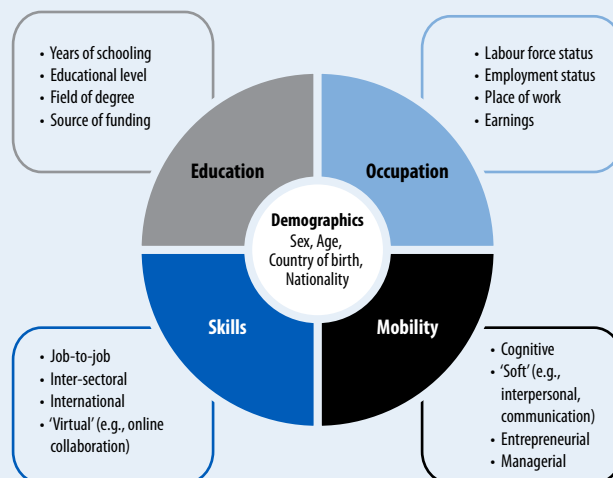 • Years of schooling
• Educational level
• Field of degree
• Source of funding
• Labour force status
• Employment status
• Place of work
• Earnings
Education
Occupation
Demographics
Sex, Age,
Country of birth,
Nationality
Skills
Mobility
• Job-to-job
• Inter-sectoral
• International
• ‘Virtual’ (e.g., online
collaboration)
• Cognitive
• ‘Soft’ (e.g.,
interpersonal,
communication)
• Entrepreneurial
• Managerial